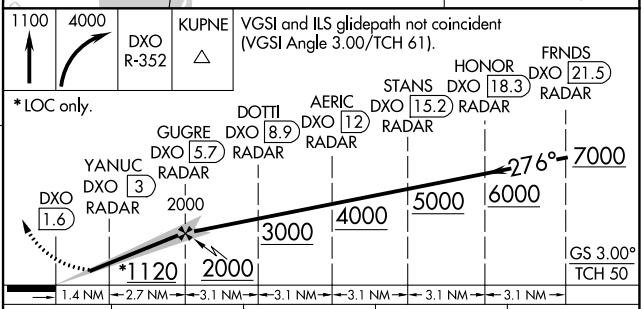 1100
4000
DXO
R-352
KUPNE
VGSI and ILS glidepath not coincident
(VGSI Angle 3.00/TCH 61).
*LOC only.
FRNDS
DXO 21.5
RADAR
HONOR
DXO 18.3
RADAR
STANS
DXO 15.2
RADAR
AERIC
DXO 12
RADAR
DOTTI
DXO 8.9
RADAR
GUGRE
DXO 5.7
RADAR
YANUC
DXO 3
RADAR
DXO
1.6
2000
276°
7000
6000
5000
4000
3000
2000
*1120
GS 3.00°
TCH 50
1.4 NM
2.7 NM
3.1 NM
3.1 NM
3.1 NM
3.1 NM
3.1 NM